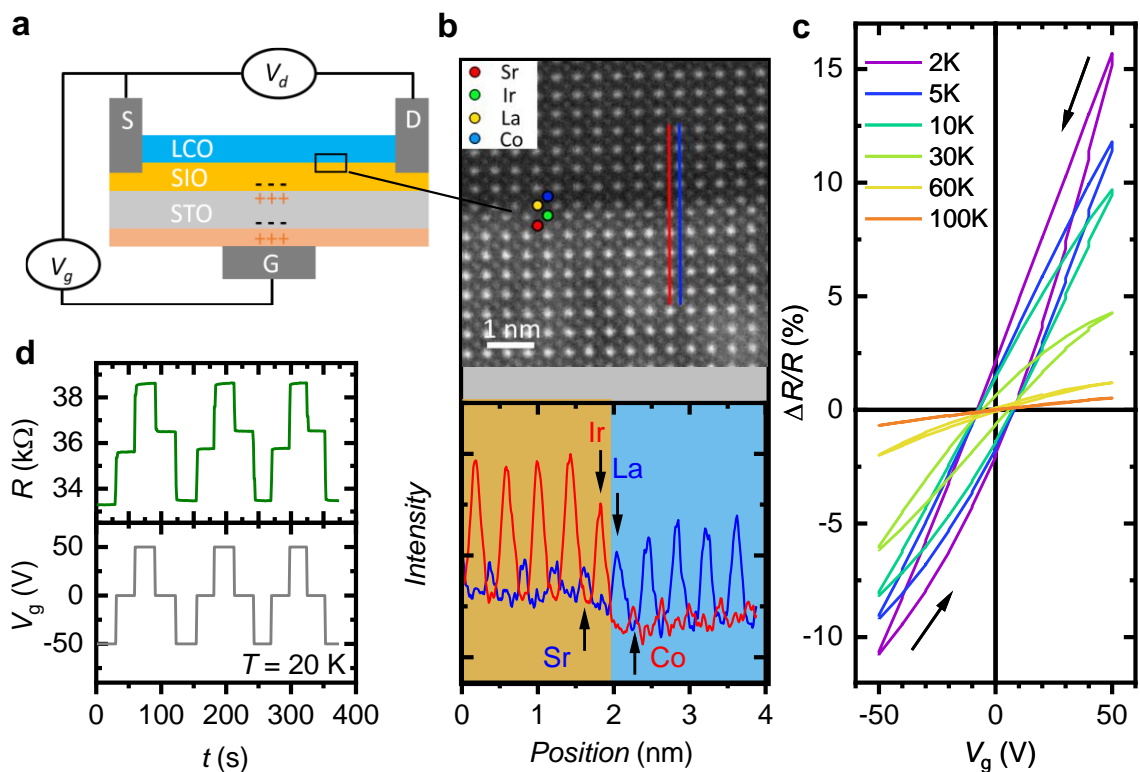 a
V_d
S
D
LCO
SIO
---
+++
STO
---
+++
V_g
G
b
Sr
Ir
La
Co
1 nm
Ir
La
Sr
Co
Intensity
0 1 2 3 4
Position (nm)
c
2K
5K
10K
30K
60K
100K
15
10
5
0
-5
-10
ΔR/R (%)
-50 0 50
V_g (V)
d
39
36
33
R (kΩ)
50
0
-50
V_g (V)
T = 20 K
0 100 200 300 400
t (s)